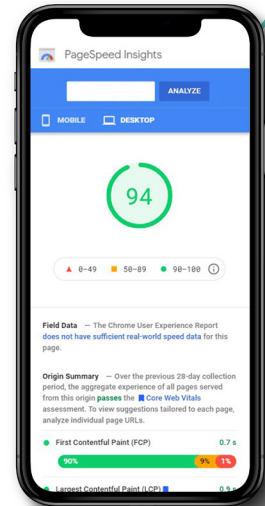 PageSpeed Insights
ANALYZE
MOBILE DESKTOP
94
0-49 50-89 90-100
Field Data — The Chrome User Experience Report
does not have sufficient real-world speed data for this
page.
Origin Summary — Over the previous 28-day collection
period, the aggregate experience of all pages served
from this origin passes the Core Web Vitals
assessment. To view suggestions tailored to each page,
analyze individual page URLs.
First Contentful Paint (FCP) 0.7 s
90% 9% 1%
Largest Contentful Paint (LCP) 0.9 s